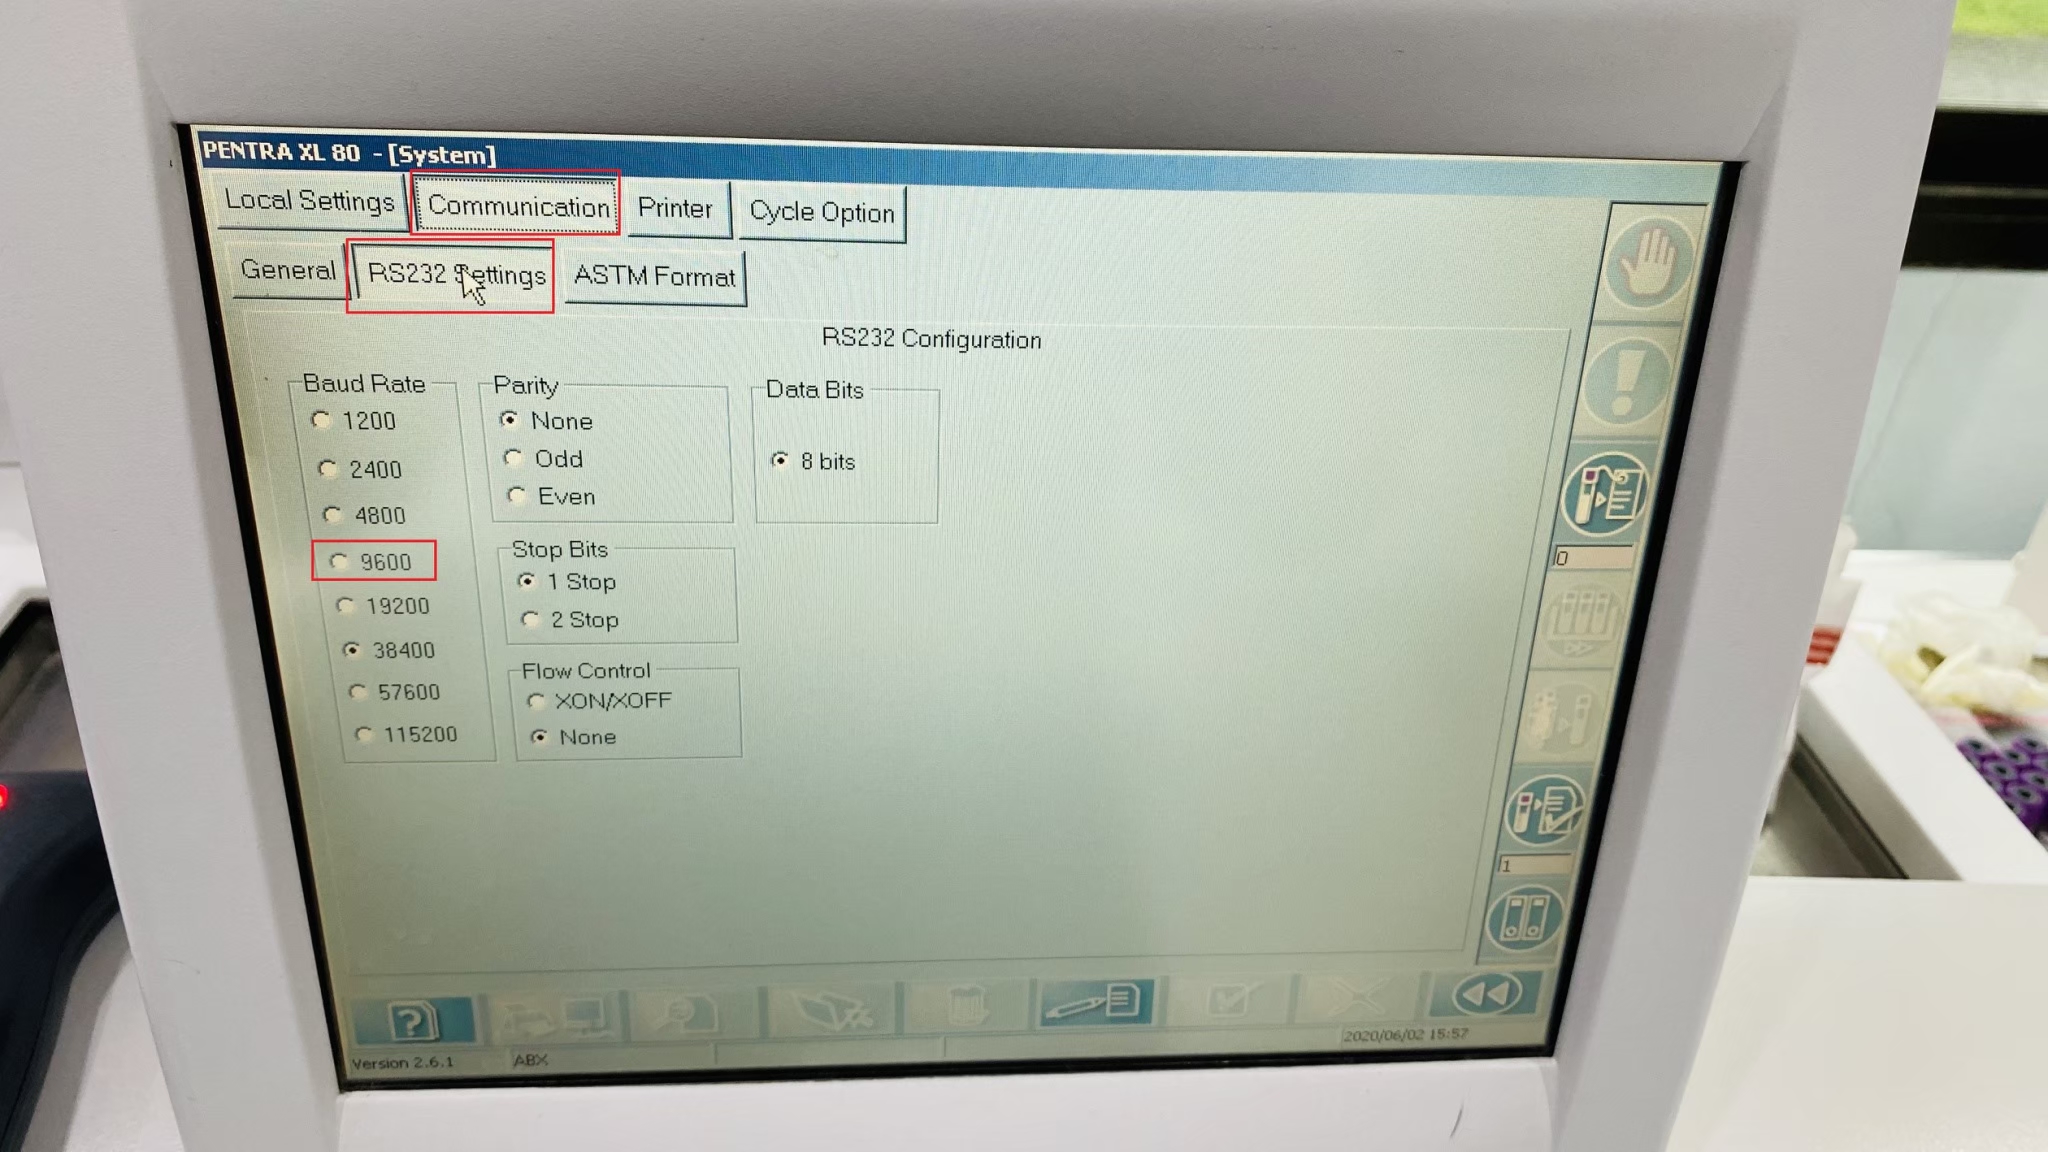 PENTRA XL 80 - [System]
Local Settings
Communication
Printer
Cycle Option
General
RS232 Settings
ASTM Format
RS232 Configuration
Baud Rate
1200
2400
4800
9600
19200
38400
57600
115200
Parity
None
Odd
Even
Data Bits
8 bits
Stop Bits
1 Stop
2 Stop
Flow Control
XON/XOFF
None
0
1
2020/06/02 15:57
Version 2.6.1
ABX